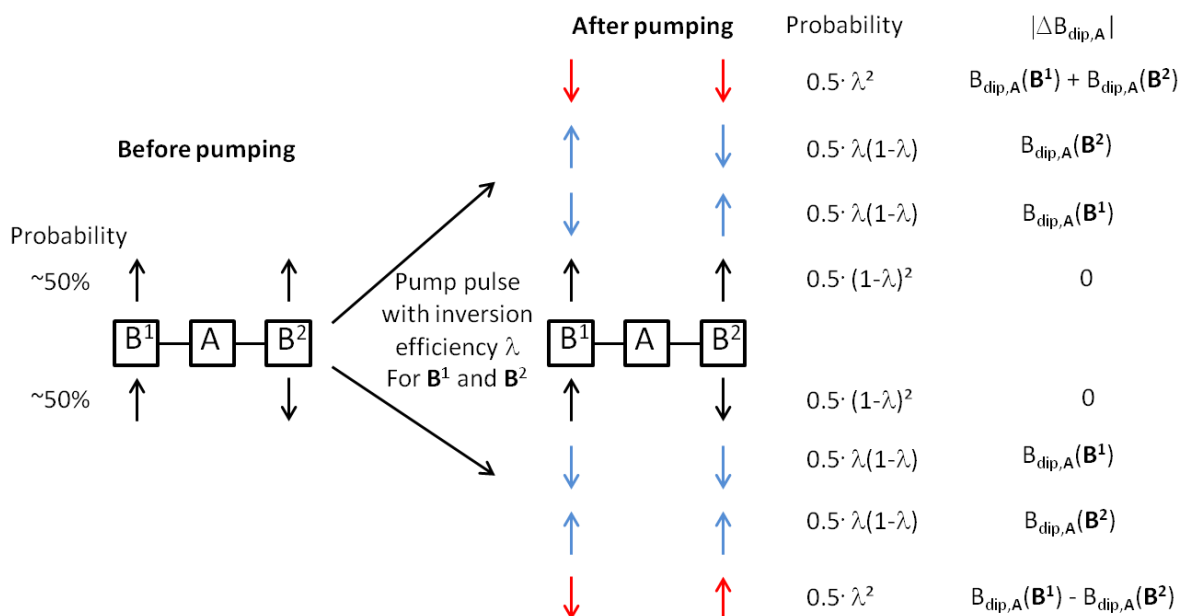 After pumping Probability |ΔB_dip,A|
0.5· λ² B_dip,A(B¹) + B_dip,A(B²)
Before pumping
0.5· λ(1-λ) B_dip,A(B²)
0.5· λ(1-λ) B_dip,A(B¹)
Probability
~50%
Pump pulse
with inversion
efficiency λ
For B¹ and B²
0.5· (1-λ)² 0
B¹ A B²
B¹ A B²
~50%
0.5· (1-λ)² 0
0.5· λ(1-λ) B_dip,A(B¹)
0.5· λ(1-λ) B_dip,A(B²)
0.5· λ² B_dip,A(B¹) - B_dip,A(B²)